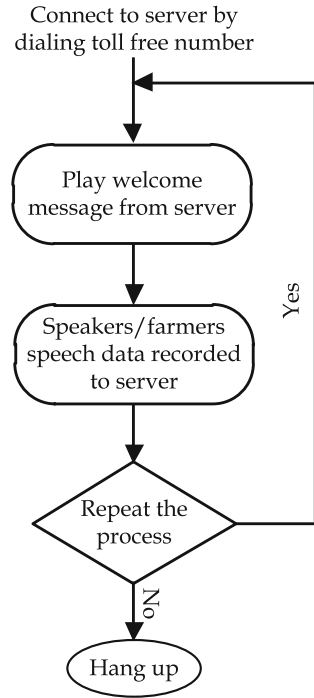 Connect to server by
dialing toll free number
Play welcome
message from server
Speakers/farmers
speech data recorded
to server
Yes
Repeat the
process
No
Hang up